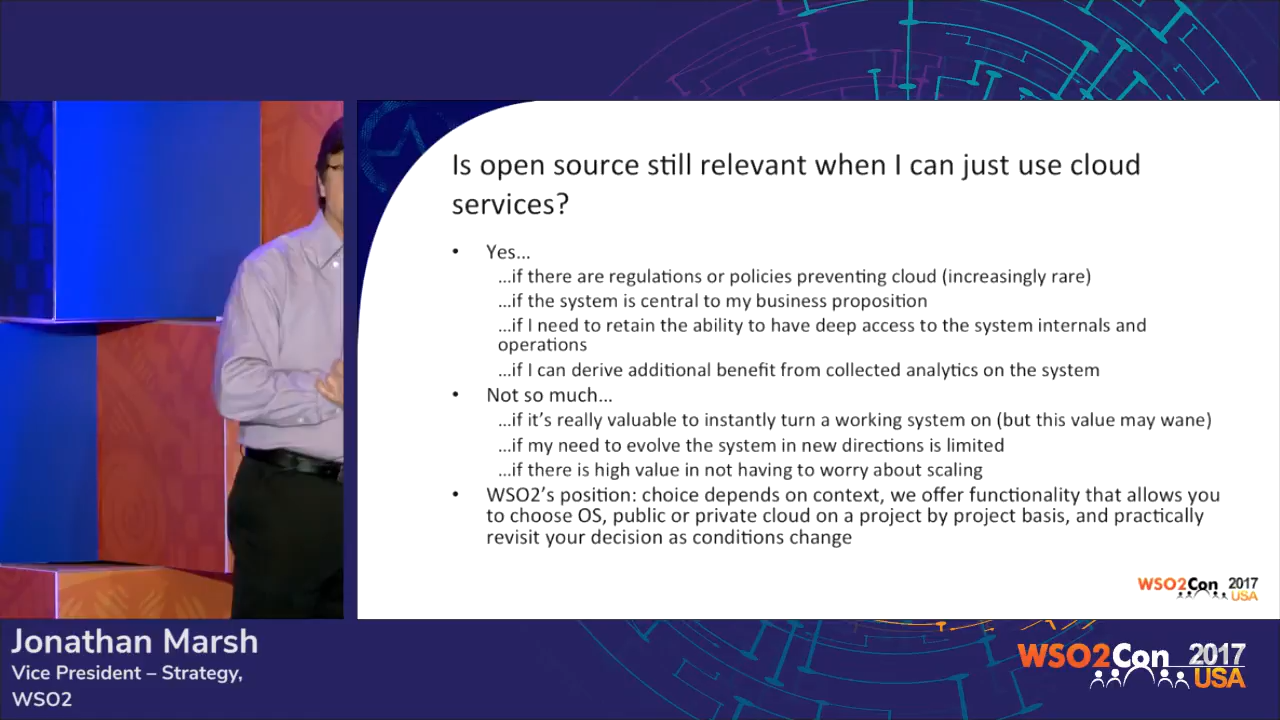 Is open source still relevant when I can just use cloud
services?
• Yes...
...if there are regulations or policies preventing cloud (increasingly rare)
...if the system is central to my business proposition
...if I need to retain the ability to have deep access to the system internals and
operations
...if I can derive additional benefit from collected analytics on the system
• Not so much...
...if it's really valuable to instantly turn a working system on (but this value may wane)
...if my need to evolve the system in new directions is limited
...if there is high value in not having to worry about scaling
• WSO2's position: choice depends on context, we offer functionality that allows you
to choose OS, public or private cloud on a project by project basis, and practically
revisit your decision as conditions change
WSO2Con 2017
USA
Jonathan Marsh
Vice President – Strategy,
WSO2
WSO2Con 2017
USA